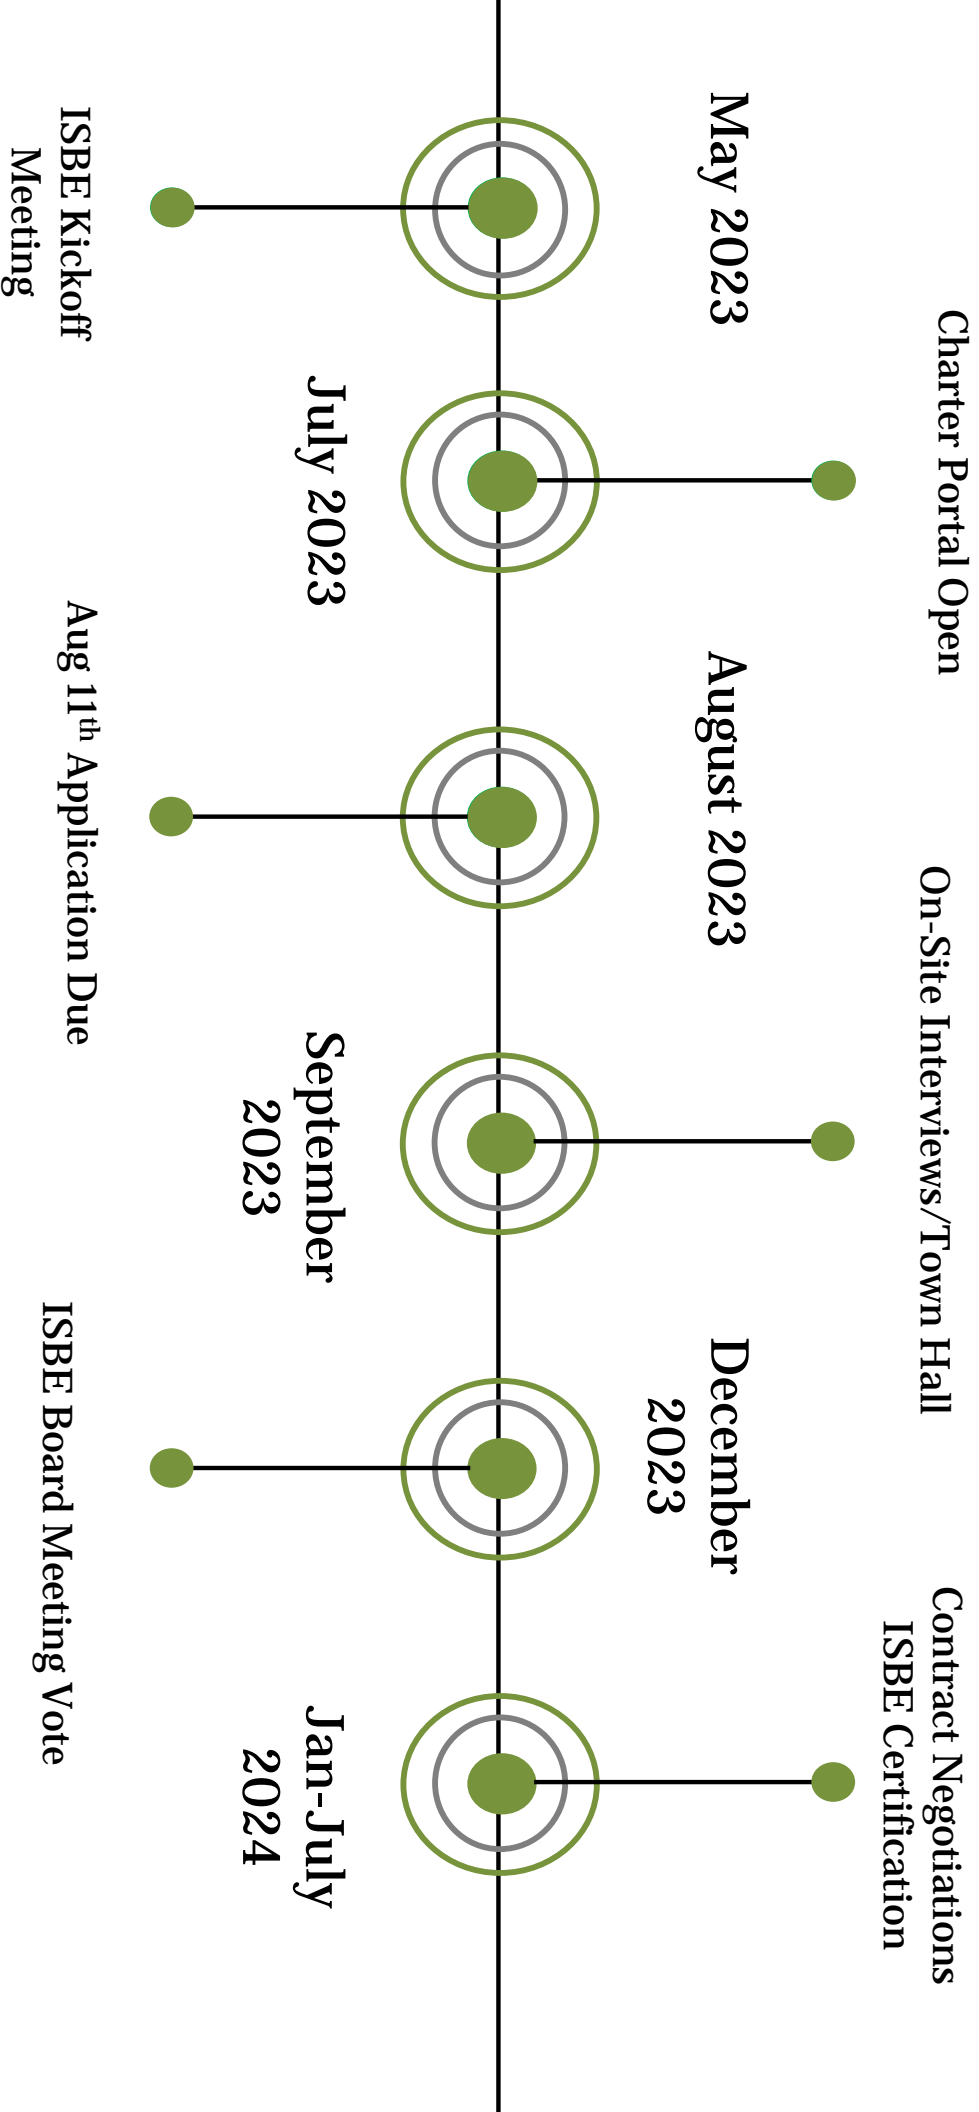 May 2023
ISBE Kickoff
Meeting
Charter Portal Open
July 2023
August 2023
Aug 11th Application Due
On-Site Interviews/Town Hall
September
2023
December
2023
ISBE Board Meeting Vote
Contract Negotiations
ISBE Certification
Jan-July
2024